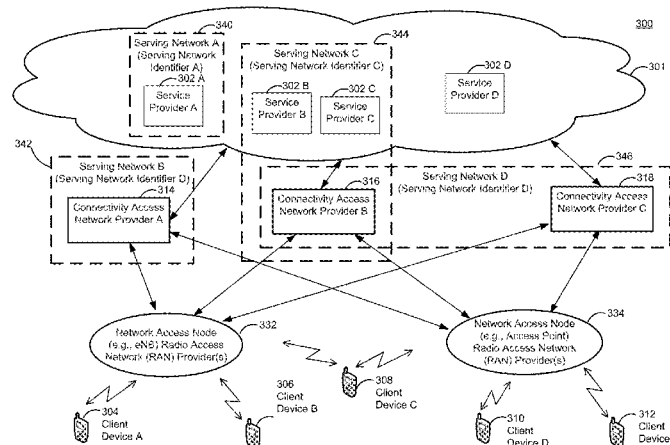 340
344
300
Serving Network A
(Serving Network
Identifier A)
302 A
Service
Provider A
Serving Network C
(Serving Network Identifier C)
302 B
Service
Provider B
302 C
Service
Provider C
302 D
Service
Provider D
301
342
Serving Network B
(Serving Network Identifier D)
314
Connectivity Access
Network Provider A
316
Connectivity Access
Network Provider B
346
Serving Network D
(Serving Network Identifier D)
318
Connectivity Access
Network Provider C
332
Network Access Node
(e.g., eNB) Radio Access
Network (RAN) Provider(s)
334
Network Access Node
(e.g., Access Point)
Radio Access Network
(RAN) Provider(s)
304
Client
Device A
306
Client
Device B
308
Client
Device C
310
Client
Device D
312
Client
Device